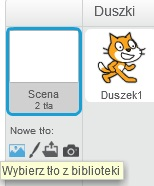 Duszki
Scena
2 tła
Duszek1
Nowe tło:
Wybierz tło z biblioteki